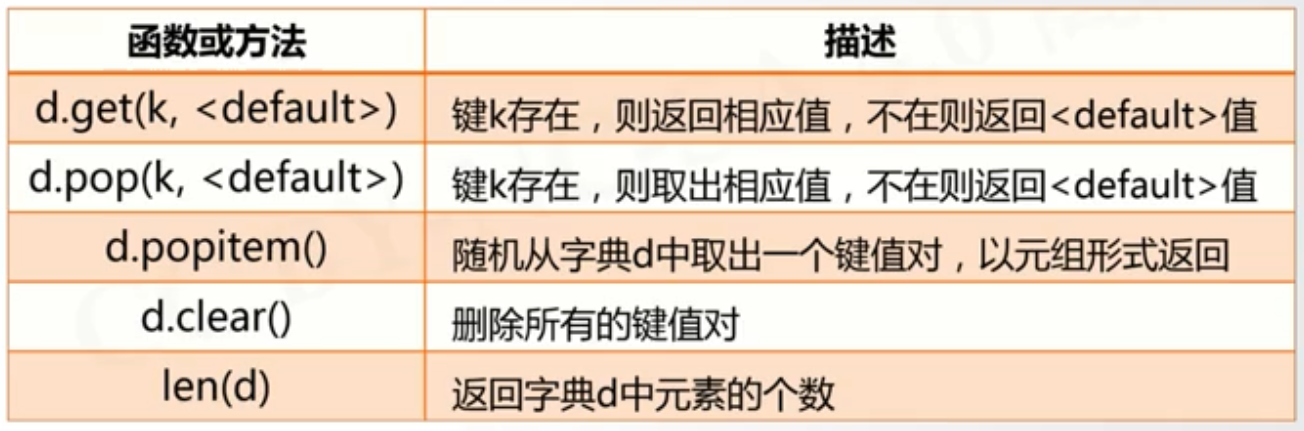 函数或方法 描述
d.get(k, <default>) 键k存在，则返回相应值，不在则返回<default>值
d.pop(k, <default>) 键k存在，则取出相应值，不在则返回<default>值
d.popitem() 随机从字典d中取出一个键值对，以元组形式返回
d.clear() 删除所有的键值对
len(d) 返回字典d中元素的个数